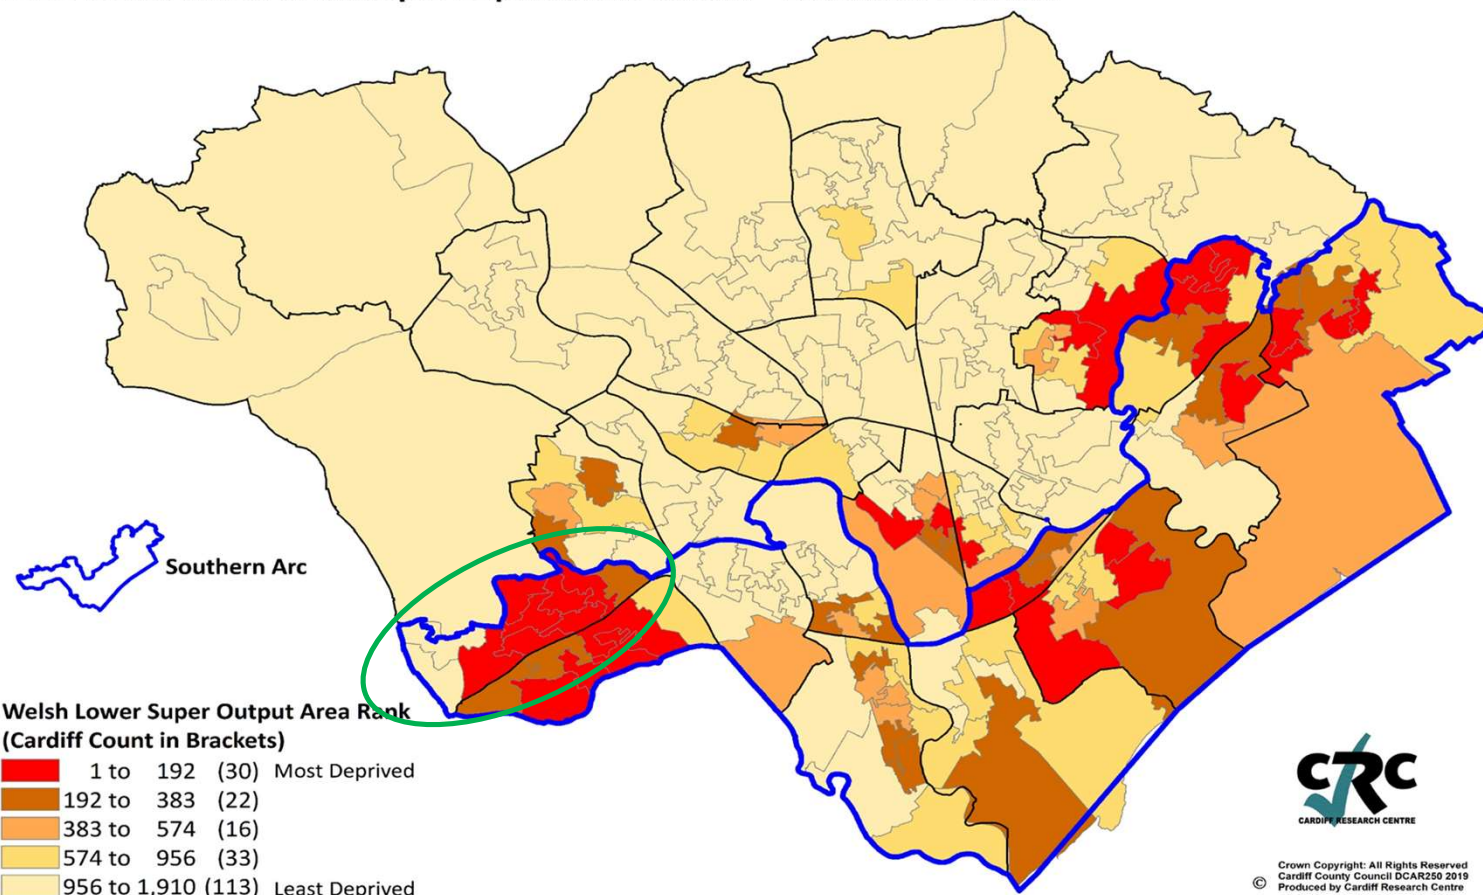 Southern Arc
Welsh Lower Super Output Area Rank
(Cardiff Count in Brackets)
1 to 192 (30) Most Deprived
192 to 383 (22)
383 to 574 (16)
574 to 956 (33)
956 to 1,910 (113) Least Deprived
CRC
CARDIFF RESEARCH CENTRE
Crown Copyright: All Rights Reserved
© Cardiff County Council DCAR250 2019
Produced by Cardiff Research Centre